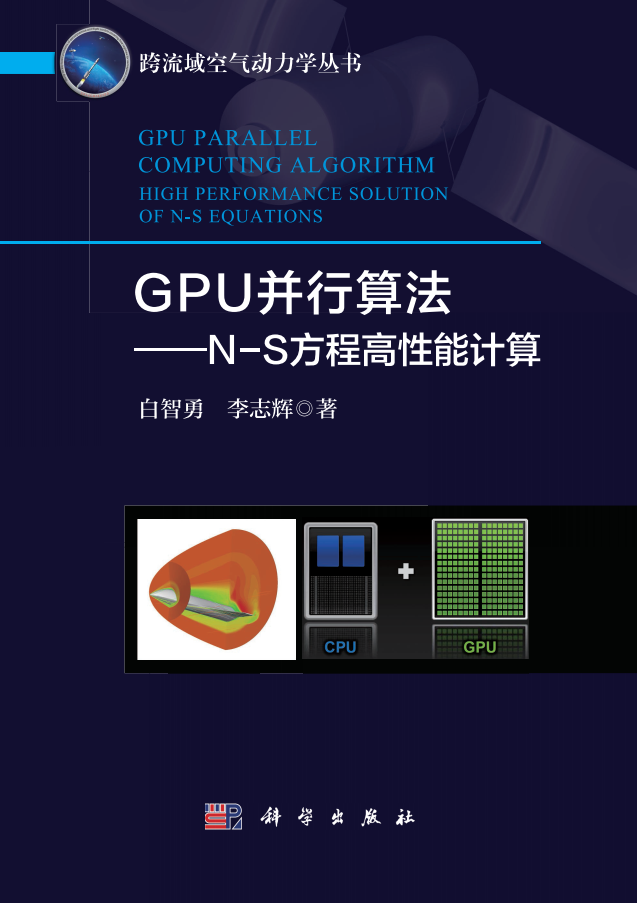 跨流域空气动力学丛书
GPU PARALLEL
COMPUTING ALGORITHM
HIGH PERFORMANCE SOLUTION
OF N-S EQUATIONS
GPU并行算法
——N-S方程高性能计算
白智勇 李志辉◎著
CPU
GPU
科学出版社